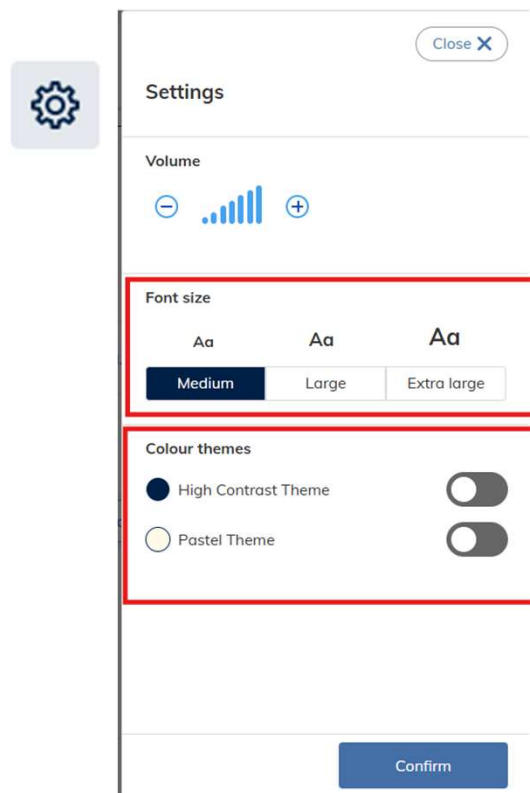 Close X
Settings
Volume
Font size
Aa Aa Aa
Medium Large Extra large
Colour themes
High Contrast Theme
Pastel Theme
Confirm